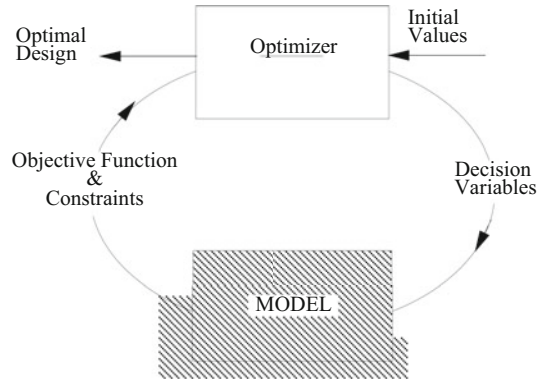 Optimal
Design
Optimizer
Initial
Values
Objective Function
&
Constraints
Decision
Variables
MODEL